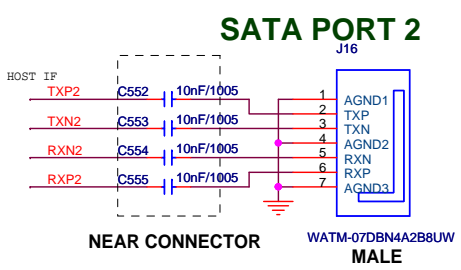 SATA PORT 2
J16
HOST IF
TXP2 C552 10nF/1005 1 AGND1
2 TXP
TXN2 C553 10nF/1005 3 TXN
4 AGND2
RXN2 C554 10nF/1005 5 RXN
6 RXP
RXP2 C555 10nF/1005 7 AGND3
NEAR CONNECTOR
WATM-07DBN4A2B8UW
MALE